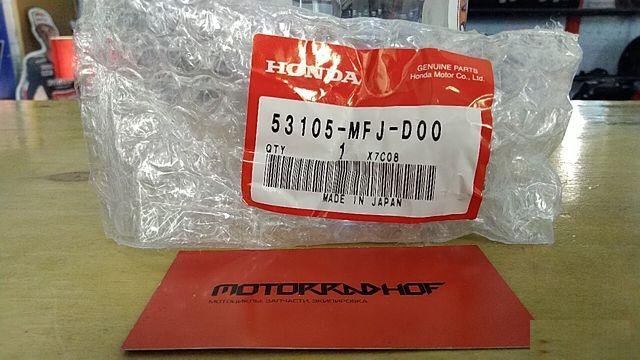 HONDA
GENUINE PARTS
Honda Motor Co., Ltd.
53105-MFJ-D00
QTY 1 X7C08
MADE IN JAPAN
MOTORRADHOF
МОТОЦИКЛЫ, ЗАПЧАСТИ, ЭКИПИРОВКА